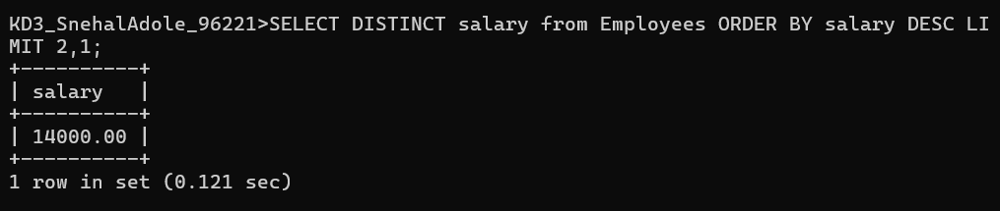 KD3_SnehalAdole_96221>SELECT DISTINCT salary from Employees ORDER BY salary DESC LI
MIT 2,1;
+----------+
| salary   |
+----------+
| 14000.00 |
+----------+
1 row in set (0.121 sec)